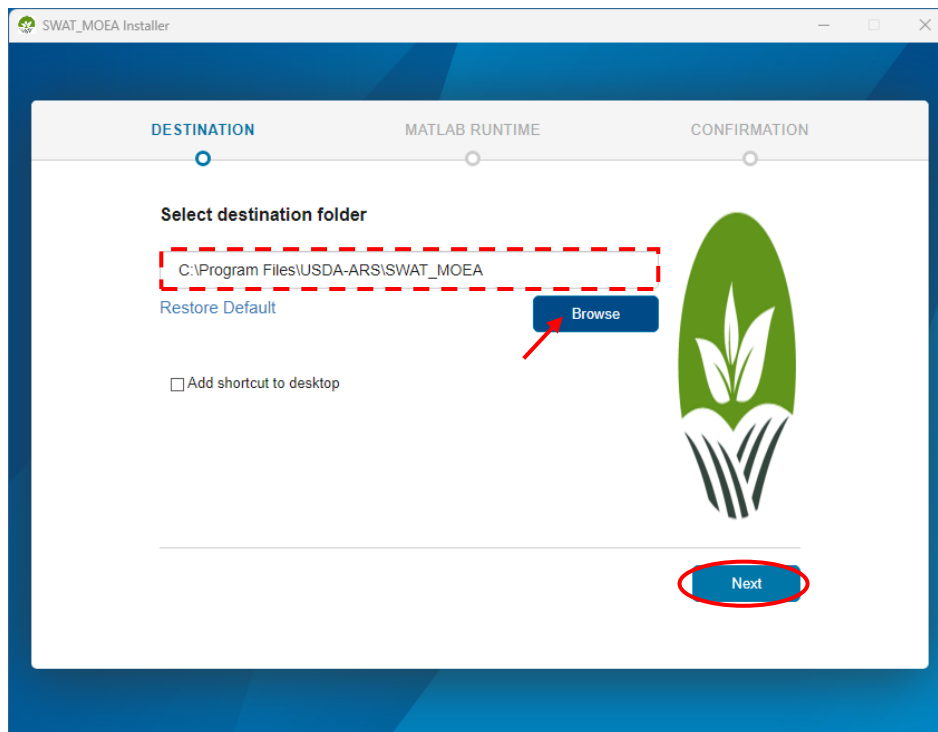 SWAT_MOEA Installer
DESTINATION MATLAB RUNTIME CONFIRMATION
Select destination folder
C:\Program Files\USDA-ARS\SWAT_MOEA
Restore Default
Browse
Add shortcut to desktop
Next